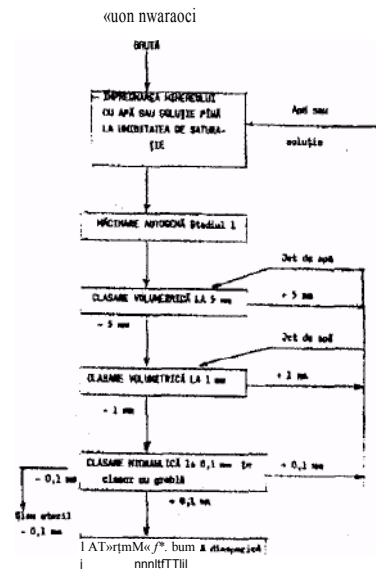 BRUTĂ
IMPREGNAREA MINEREULUI
CU APĂ SAU SOLUȚIE PÎNĂ
LA UMIDITATEA DE SATURA-
ȚIE
Apă sau
soluție
MĂCINARE AUTOGENĂ Stadiul 1
Jet de apă
CLASARE VOLUMETRICĂ LA 5 mm
+ 5 mm
- 5 mm
Jet de apă
CLASARE VOLUMETRICĂ LA 1 mm
+ 1 mm
- 1 mm
CLASARE HIDRAULICĂ la 0,1 mm în
clasor cu greblă
+ 0,1 mm
- 0,1 mm
+ 0,1 mm
steril
- 0,1 mm